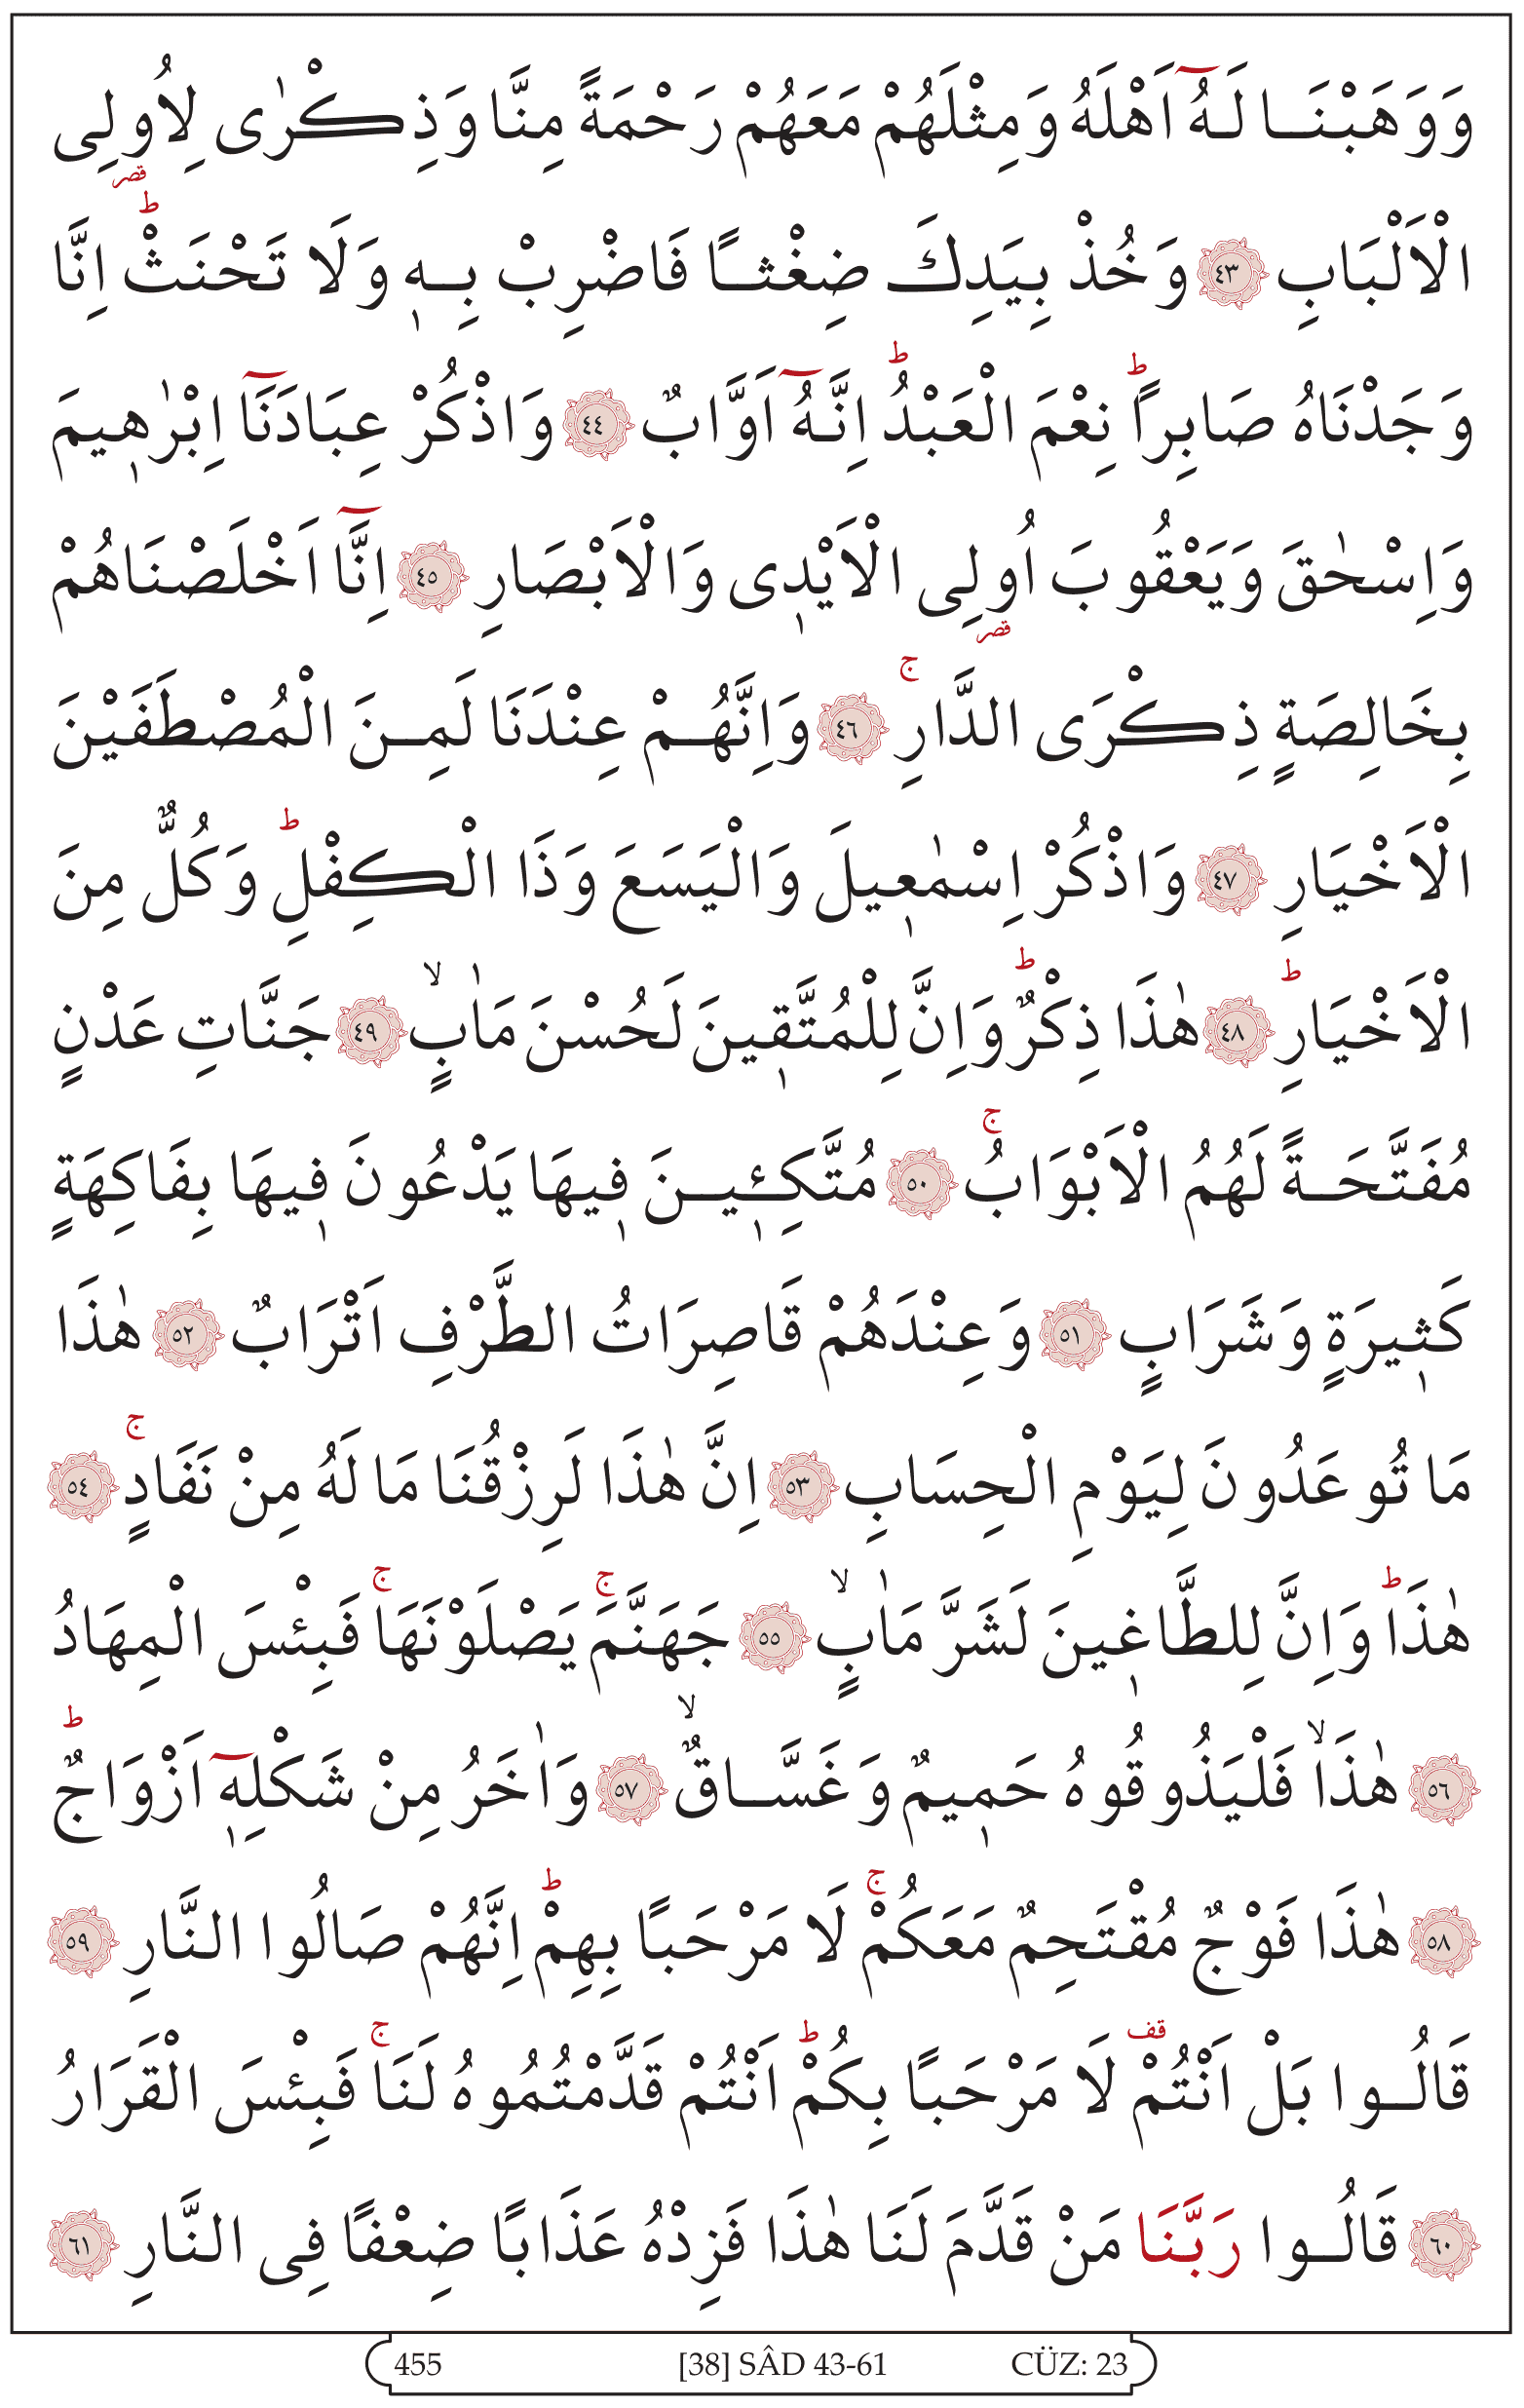 وَوَهَبْنَا لَهُٓ اَهْلَهُ وَمِثْلَهُمْ مَعَهُمْ رَحْمَةً مِنَّا وَذِكْرٰى لِاُولِى
الْاَلْبَابِ ﴿٤٣﴾ وَخُذْ بِيَدِكَ ضِغْثًا فَاضْرِبْ بِهٖ وَلَا تَحْنَثْۜ اِنَّا
وَجَدْنَاهُ صَابِرًاۜ نِعْمَ الْعَبْدُۜ اِنَّهُٓ اَوَّابٌ ﴿٤٤﴾ وَاذْكُرْ عِبَادَنَٓا اِبْرٰهٖيمَ
وَاِسْحٰقَ وَيَعْقُوبَ اُولِى الْاَيْدٖى وَالْاَبْصَارِ ﴿٤٥﴾ اِنَّٓا اَخْلَصْنَاهُمْ
بِخَالِصَةٍ ذِكْرَى الدَّارِۚ ﴿٤٦﴾ وَاِنَّهُمْ عِنْدَنَا لَمِنَ الْمُصْطَفَيْنَ
الْاَخْيَارِ ﴿٤٧﴾ وَاذْكُرْ اِسْمٰعٖيلَ وَالْيَسَعَ وَذَا الْكِفْلِۜ وَكُلٌّ مِنَ
الْاَخْيَارِۜ ﴿٤٨﴾ هٰذَا ذِكْرٌۜ وَاِنَّ لِلْمُتَّقٖينَ لَحُسْنَ مَاٰبٍۙ ﴿٤٩﴾ جَنَّاتِ عَدْنٍ
مُفَتَّحَةً لَهُمُ الْاَبْوَابُۚ ﴿٥٠﴾ مُتَّكِـٖٔينَ فٖيهَا يَدْعُونَ فٖيهَا بِفَاكِهَةٍ
كَثٖيرَةٍ وَشَرَابٍ ﴿٥١﴾ وَعِنْدَهُمْ قَاصِرَاتُ الطَّرْفِ اَتْرَابٌ ﴿٥٢﴾ هٰذَا
مَا تُوعَدُونَ لِيَوْمِ الْحِسَابِ ﴿٥٣﴾ اِنَّ هٰذَا لَرِزْقُنَا مَا لَهُ مِنْ نَفَادٍۚ ﴿٥٤﴾
هٰذَاۜ وَاِنَّ لِلطَّاغٖينَ لَشَرَّ مَاٰبٍۙ ﴿٥٥﴾ جَهَنَّمَۚ يَصْلَوْنَهَاۚ فَبِئْسَ الْمِهَادُ
﴿٥٦﴾ هٰذَاۙ فَلْيَذُوقُوهُ حَمٖيمٌ وَغَسَّاقٌۙ ﴿٥٧﴾ وَاٰخَرُ مِنْ شَكْلِهٖٓ اَزْوَاجٌۜ
﴿٥٨﴾ هٰذَا فَوْجٌ مُقْتَحِمٌ مَعَكُمْۚ لَا مَرْحَبًا بِهِمْۜ اِنَّهُمْ صَالُوا النَّارِ ﴿٥٩﴾
قَالُوا بَلْ اَنْتُمْ۠ لَا مَرْحَبًا بِكُمْۜ اَنْتُمْ قَدَّمْتُمُوهُ لَنَاۚ فَبِئْسَ الْقَرَارُ
﴿٦٠﴾ قَالُوا رَبَّنَا مَنْ قَدَّمَ لَنَا هٰذَا فَزِدْهُ عَذَابًا ضِعْفًا فِى النَّارِ ﴿٦١﴾
455 [38] SÂD 43-61 CÜZ: 23